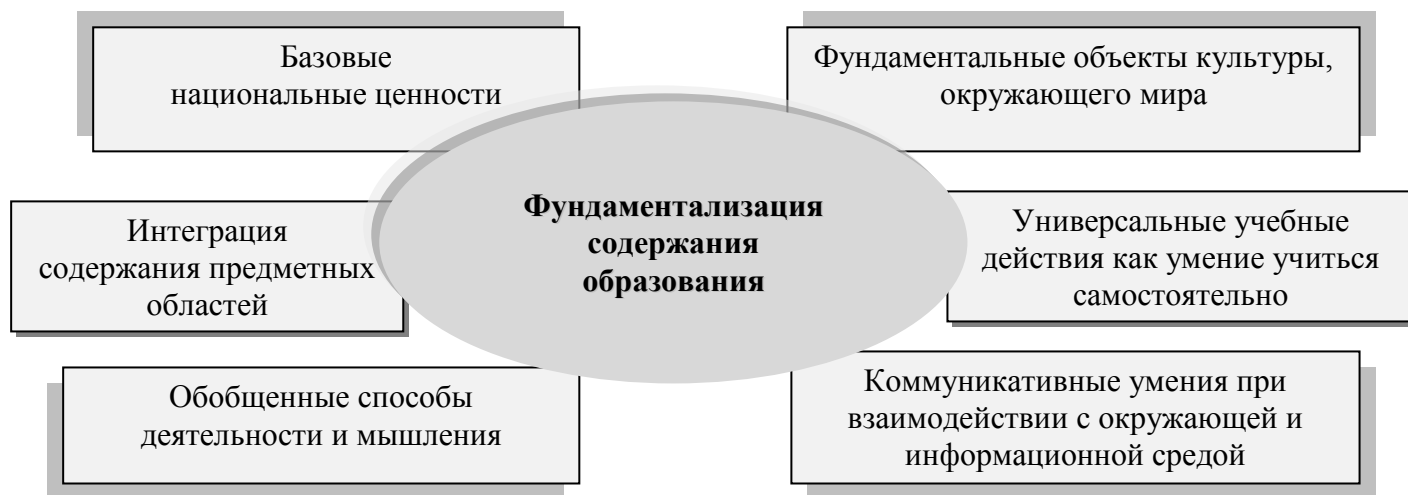 Базовые
национальные ценности
Фундаментальные объекты культуры,
окружающего мира
Фундаментализация
содержания
образования
Интеграция
содержания предметных
областей
Универсальные учебные
действия как умение учиться
самостоятельно
Обобщенные способы
деятельности и мышления
Коммуникативные умения при
взаимодействии с окружающей и
информационной средой